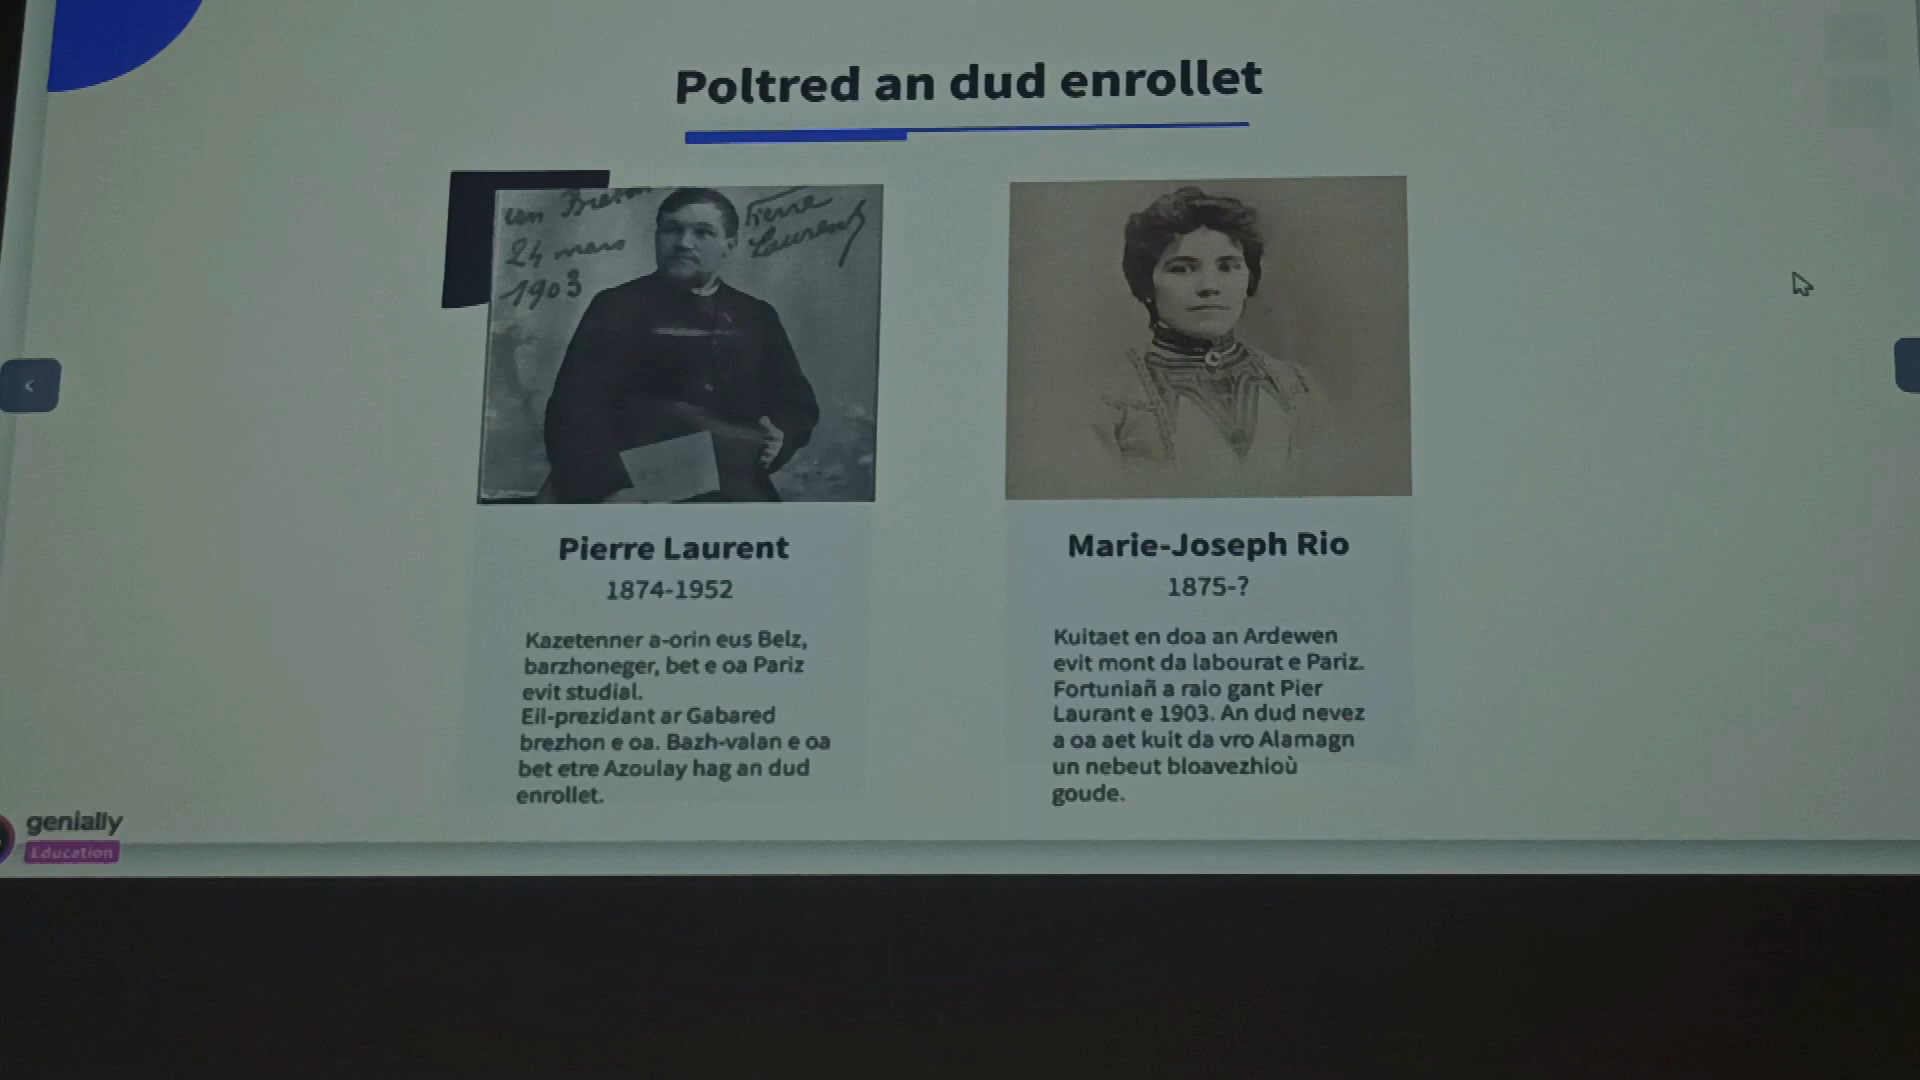 Poltred an dud enrollet
24 mars
1903
Pierre
Laurent
Pierre Laurent
1874-1952
Kazetenner a-orin eus Belz,
barzhoneger, bet e oa Pariz
evit studial.
Eil-prezidant ar Gabared
brezhon e oa. Bazh-valan e oa
bet etre Azoulay hag an dud
enrollet.
Marie-Joseph Rio
1875-?
Kuitaet en doa an Ardewen
evit mont da labourat e Pariz.
Fortuniañ a raio gant Pier
Laurant e 1903. An dud nevez
a oa aet kuit da vro Alamagn
un nebeut bloavezhioù
goude.
genially
Education